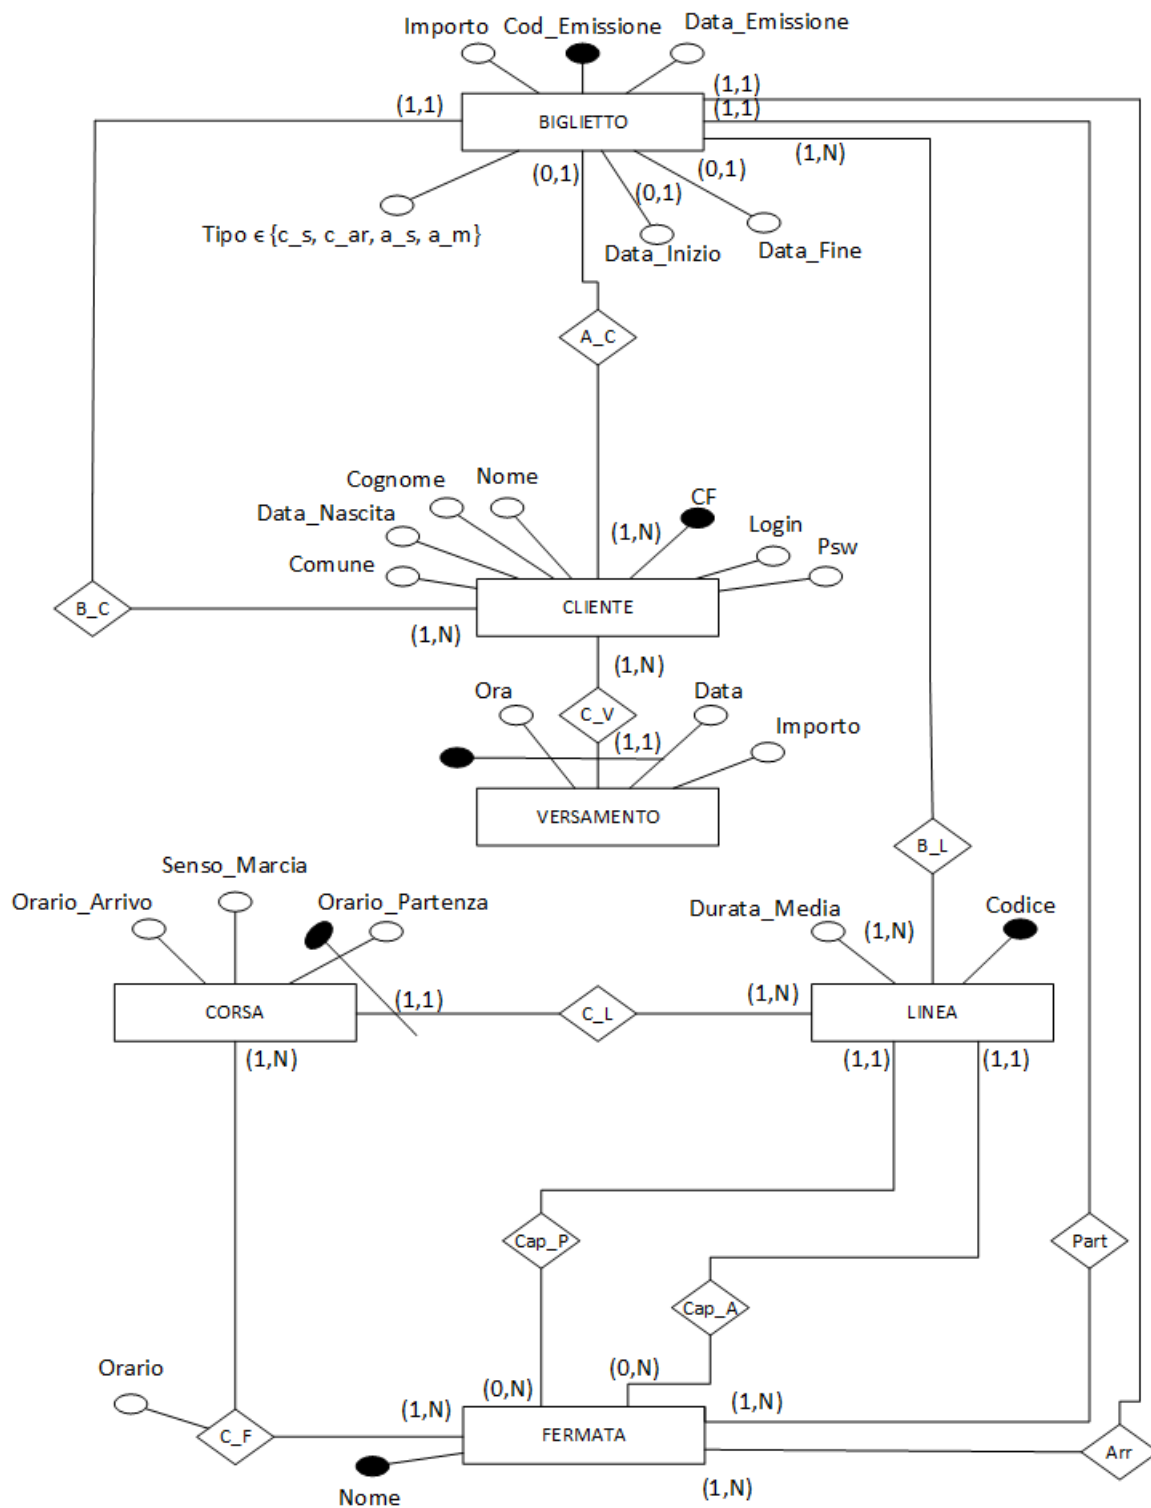 Importo Cod_Emissione Data_Emissione
(1,1)
(1,1) BIGLIETTO (1,1)
(1,N)
(0,1) (0,1)
(0,1)
Tipo ϵ {c_s, c_ar, a_s, a_m}
Data_Inizio Data_Fine
A_C
Cognome Nome CF
Data_Nascita (1,N) Login
Comune Psw
B_C CLIENTE
(1,N)
(1,N)
Ora C_V Data
(1,1) Importo
VERSAMENTO
B_L
Senso_Marcia
Orario_Arrivo Orario_Partenza Durata_Media Codice
(1,N)
CORSA (1,1) C_L (1,N) LINEA
(1,N) (1,1) (1,1)
Cap_P Part
Cap_A
Orario (0,N) (0,N)
(1,N) (1,N)
C_F FERMATA Arr
Nome (1,N)